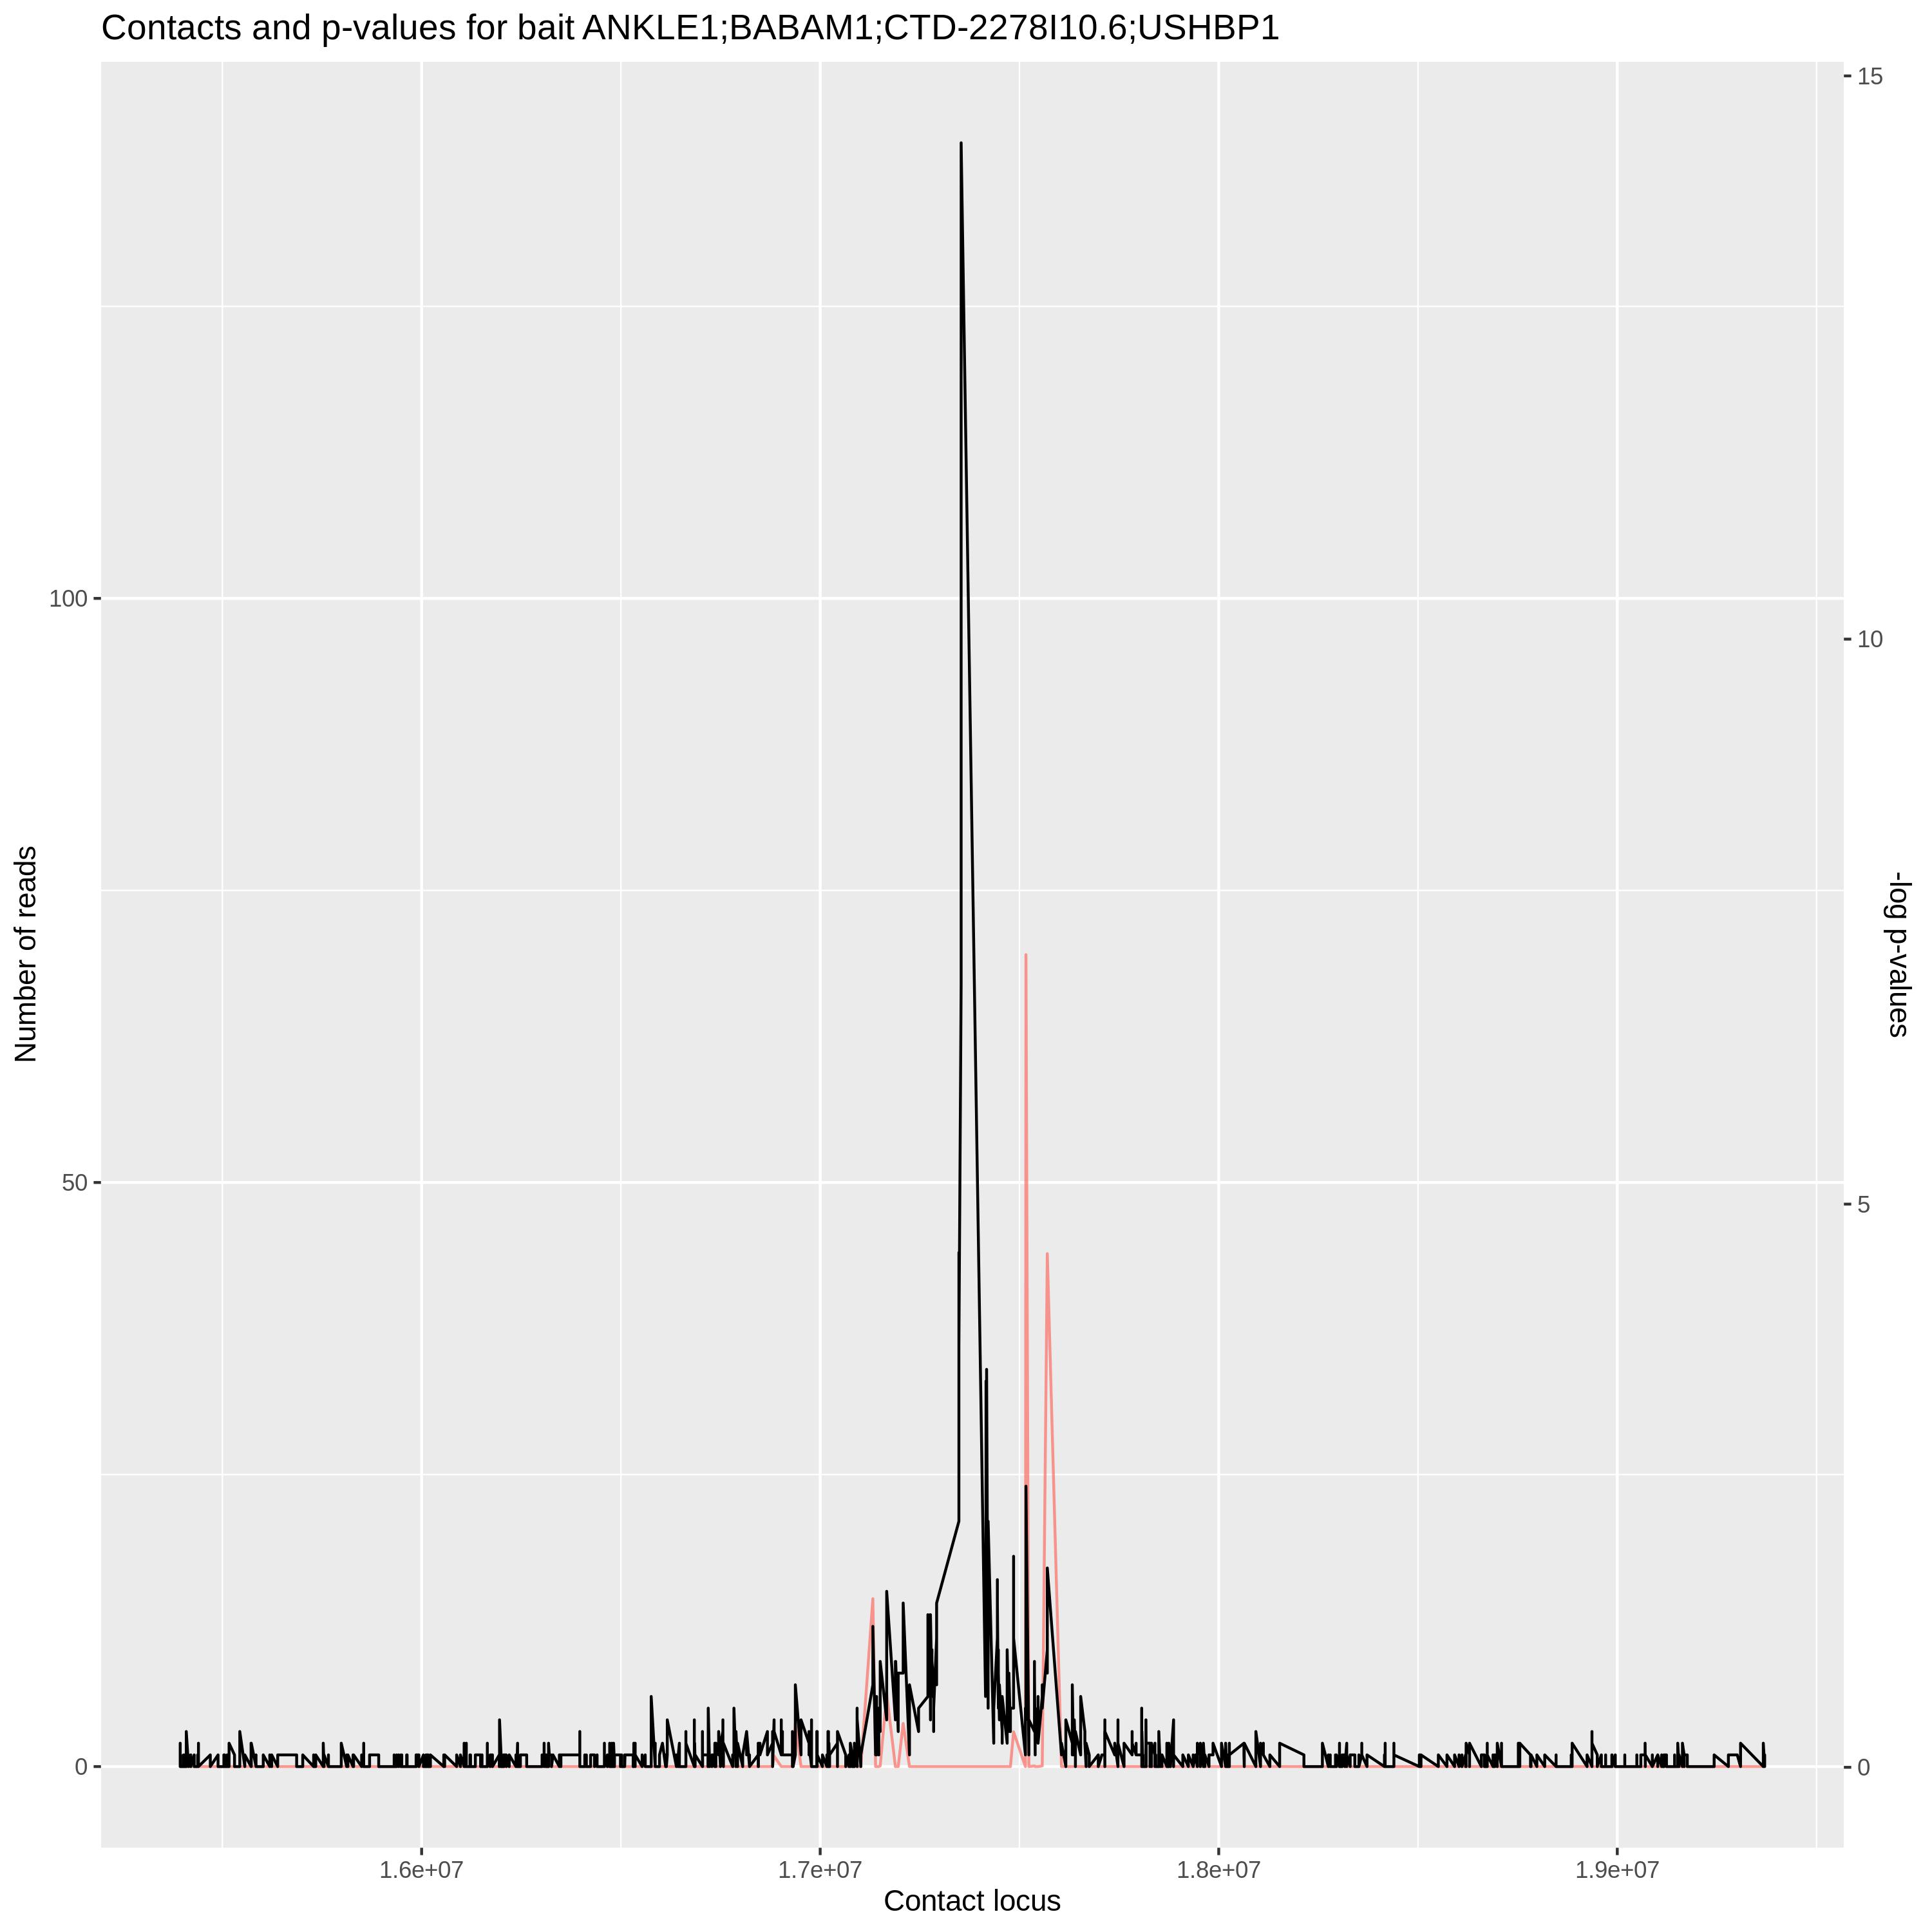 Contacts and p-values for bait ANKLE1;BABAM1;CTD-2278I10.6;USHBP1
15
100
10
Number of reads
-log p-values
50
5
0
0
1.6e+07
1.7e+07
1.8e+07
1.9e+07
Contact locus